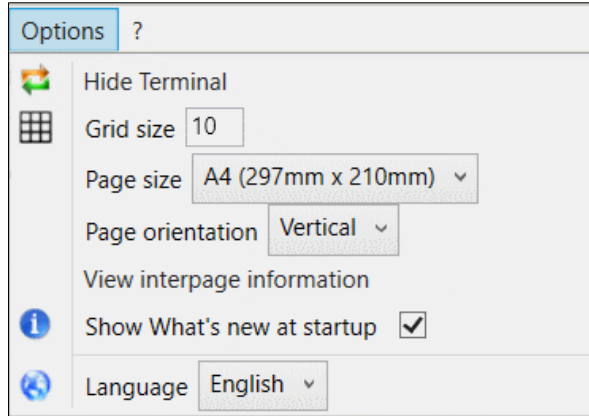 Options ?
Hide Terminal
Grid size 10
Page size A4 (297mm x 210mm)
Page orientation Vertical
View interpage information
Show What's new at startup
Language English